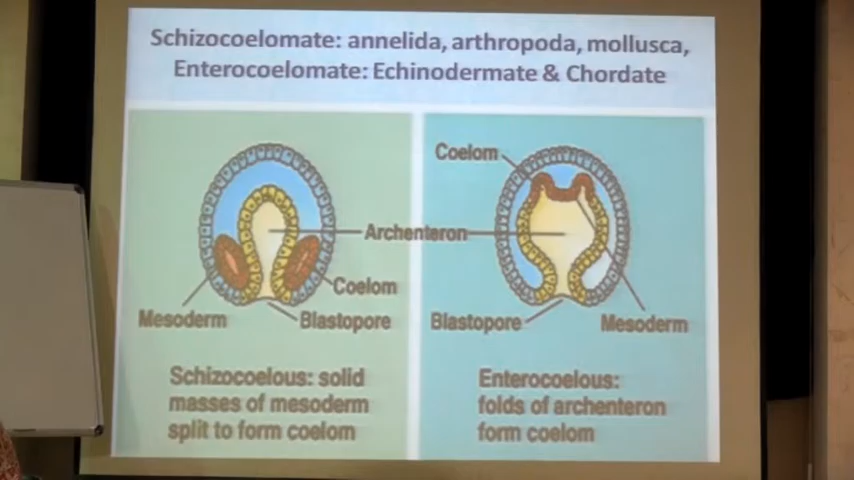 Schizocoelomate: annelida, arthropoda, mollusca,
Enterocoelomate: Echinodermate & Chordate
Archenteron
Coelom
Mesoderm
Blastopore
Schizocoelous: solid
masses of mesoderm
split to form coelom
Coelom
Blastopore
Mesoderm
Enterocoelous:
folds of archenteron
form coelom